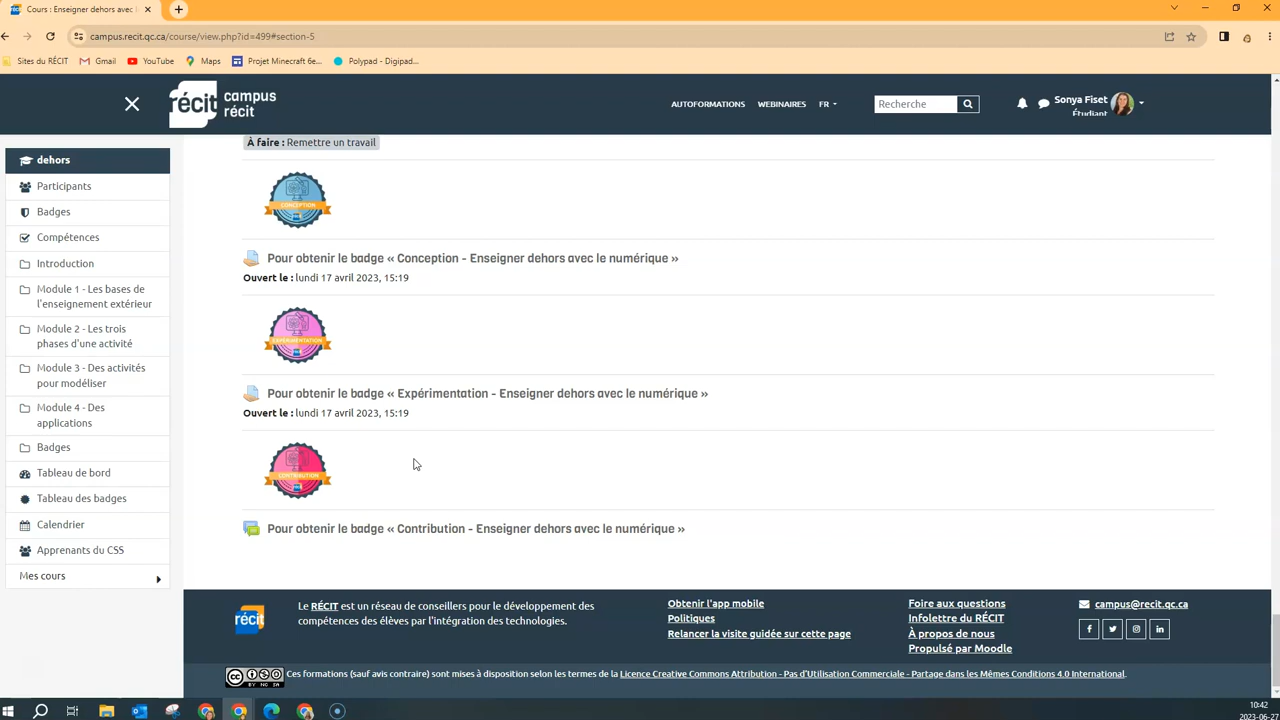 Cours : Enseigner dehors avec l
campus.recit.qc.ca/course/view.php?id=499#section-5
Sites du RÉCIT
Gmail
YouTube
Maps
Projet Minecraft 6e...
Polypad - Digipad...
récit campus
récit
AUTOFORMATIONS
WEBINAIRES
FR
Recherche
Sonya Fiset
Étudiant
dehors
Participants
Badges
Compétences
Introduction
Module 1 - Les bases de
l'enseignement extérieur
Module 2 - Les trois
phases d'une activité
Module 3 - Des activités
pour modéliser
Module 4 - Des
applications
Badges
Tableau de bord
Tableau des badges
Calendrier
Apprenants du CSS
Mes cours
À faire : Remettre un travail
CONCEPTION
Pour obtenir le badge « Conception - Enseigner dehors avec le numérique »
Ouvert le : lundi 17 avril 2023, 15:19
EXPÉRIMENTATION
Pour obtenir le badge « Expérimentation - Enseigner dehors avec le numérique »
Ouvert le : lundi 17 avril 2023, 15:19
CONTRIBUTION
Pour obtenir le badge « Contribution - Enseigner dehors avec le numérique »
récit
Le RÉCIT est un réseau de conseillers pour le développement des
compétences des élèves par l'intégration des technologies.
Obtenir l'app mobile
Politiques
Relancer la visite guidée sur cette page
Foire aux questions
Infolettre du RÉCIT
À propos de nous
Propulsé par Moodle
campus@recit.qc.ca
CC BY NC SA
Ces formations (sauf avis contraire) sont mises à disposition selon les termes de la Licence Creative Commons Attribution - Pas d'Utilisation Commerciale - Partage dans les Mêmes Conditions 4.0 International.
10:42
2023-06-27